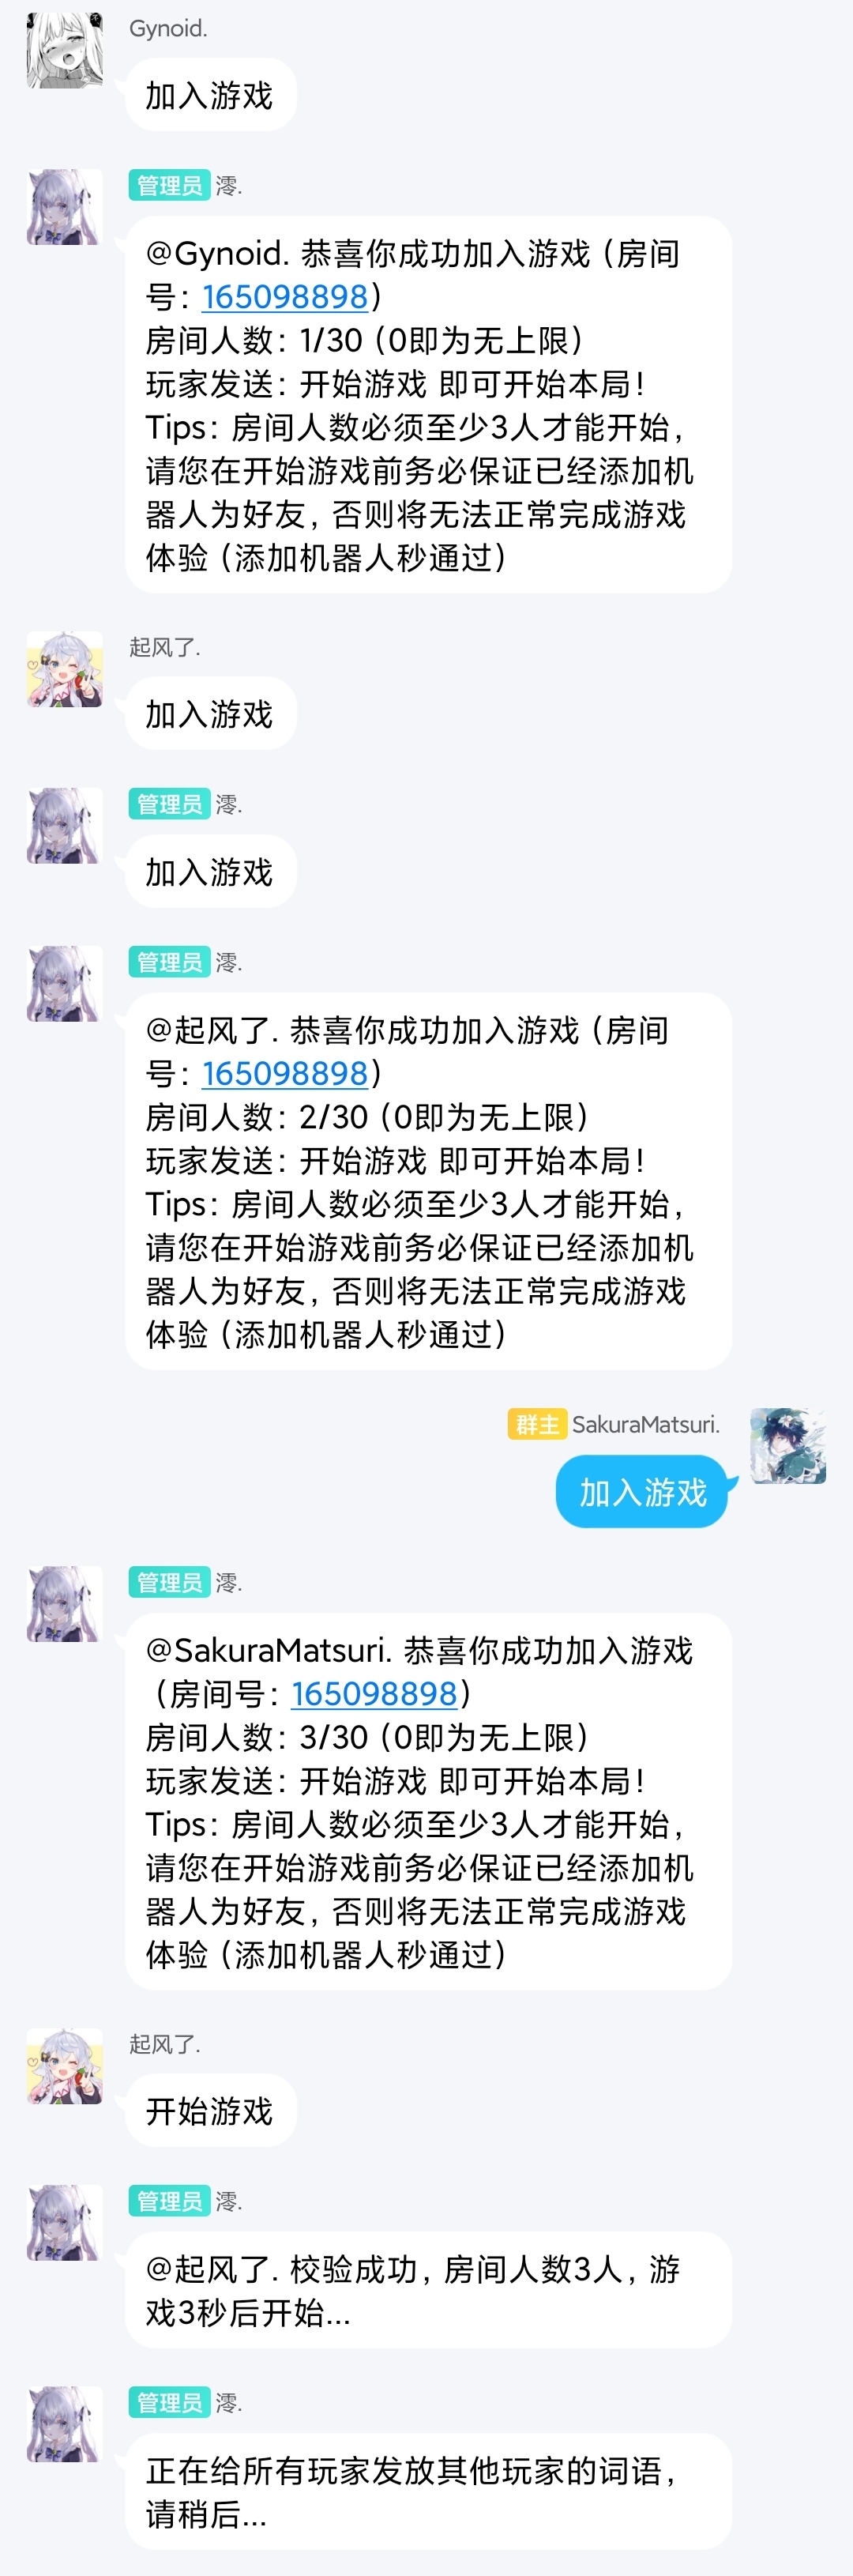 Gynoid.
加入游戏
管理员 澪.
@Gynoid. 恭喜你成功加入游戏（房间
号：165098898）
房间人数：1/30（0即为无上限）
玩家发送：开始游戏 即可开始本局！
Tips：房间人数必须至少3人才能开始，
请您在开始游戏前务必保证已经添加机
器人为好友，否则将无法正常完成游戏
体验（添加机器人秒通过）
起风了.
加入游戏
管理员 澪.
加入游戏
管理员 澪.
@起风了. 恭喜你成功加入游戏（房间
号：165098898）
房间人数：2/30（0即为无上限）
玩家发送：开始游戏 即可开始本局！
Tips：房间人数必须至少3人才能开始，
请您在开始游戏前务必保证已经添加机
器人为好友，否则将无法正常完成游戏
体验（添加机器人秒通过）
群主 SakuraMatsuri.
加入游戏
管理员 澪.
@SakuraMatsuri. 恭喜你成功加入游戏
（房间号：165098898）
房间人数：3/30（0即为无上限）
玩家发送：开始游戏 即可开始本局！
Tips：房间人数必须至少3人才能开始，
请您在开始游戏前务必保证已经添加机
器人为好友，否则将无法正常完成游戏
体验（添加机器人秒通过）
起风了.
开始游戏
管理员 澪.
@起风了. 校验成功，房间人数3人，游
戏3秒后开始...
管理员 澪.
正在给所有玩家发放其他玩家的词语，
请稍后...